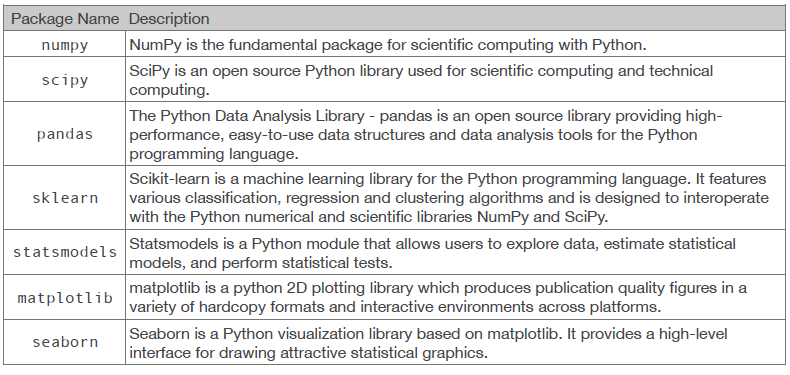 Package Name Description
numpy NumPy is the fundamental package for scientific computing with Python.
scipy SciPy is an open source Python library used for scientific computing and technical
computing.
pandas The Python Data Analysis Library - pandas is an open source library providing high-
performance, easy-to-use data structures and data analysis tools for the Python
programming language.
sklearn Scikit-learn is a machine learning library for the Python programming language. It features
various classification, regression and clustering algorithms and is designed to interoperate
with the Python numerical and scientific libraries NumPy and SciPy.
statsmodels Statsmodels is a Python module that allows users to explore data, estimate statistical
models, and perform statistical tests.
matplotlib matplotlib is a python 2D plotting library which produces publication quality figures in a
variety of hardcopy formats and interactive environments across platforms.
seaborn Seaborn is a Python visualization library based on matplotlib. It provides a high-level
interface for drawing attractive statistical graphics.